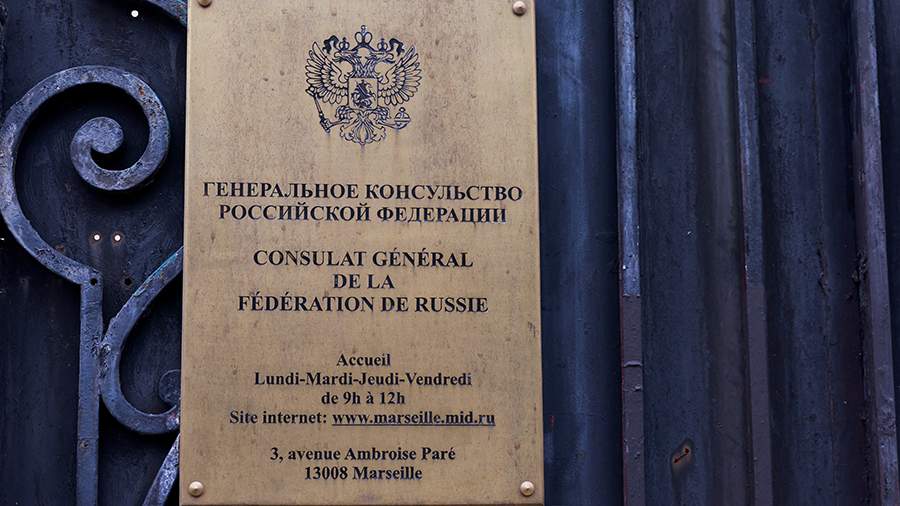 ГЕНЕРАЛЬНОЕ КОНСУЛЬСТВО
РОССИЙСКОЙ ФЕДЕРАЦИИ
CONSULAT GÉNÉRAL
DE LA
FÉDÉRATION DE RUSSIE
Accueil
Lundi-Mardi-Jeudi-Vendredi
de 9h à 12h
Site internet: www.marseille.mid.ru
3, avenue Ambroise Paré
13008 Marseille